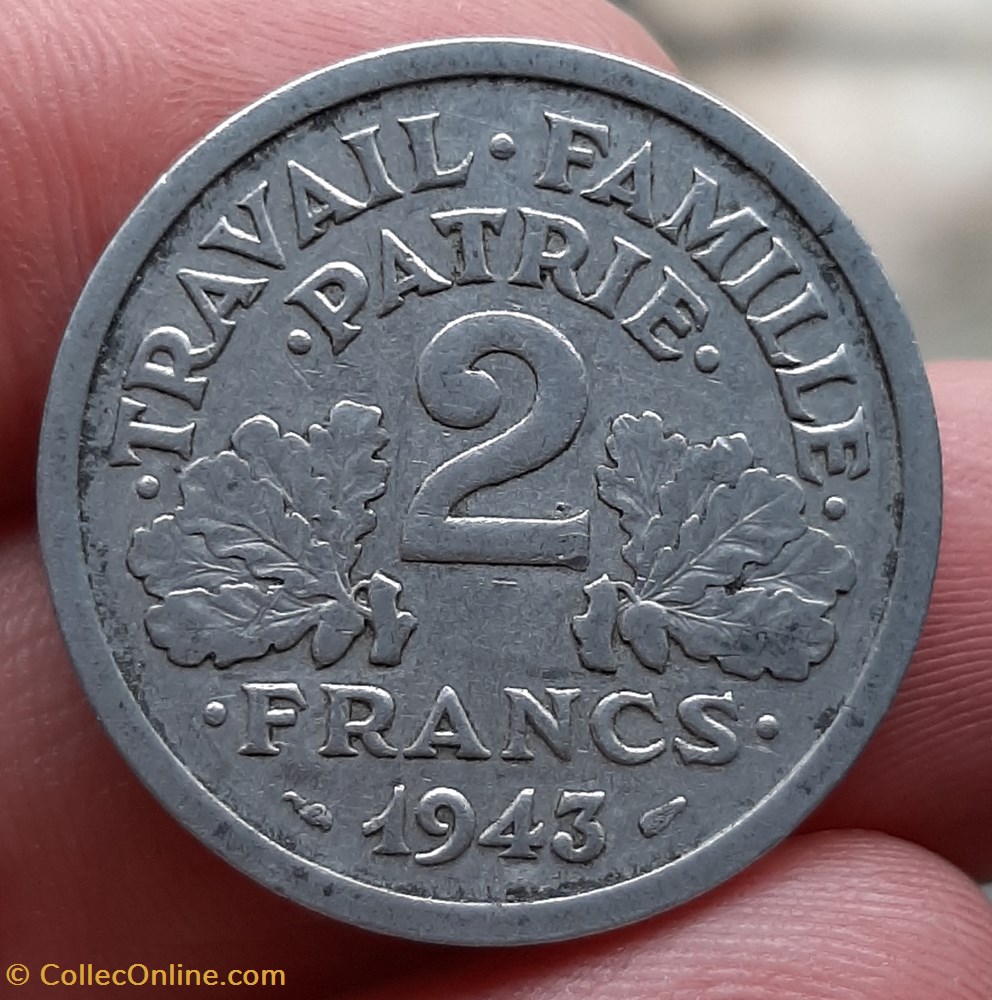 · TRAVAIL · FAMILLE ·
· PATRIE ·
2
· FRANCS ·
1943
© CollecOnline.com